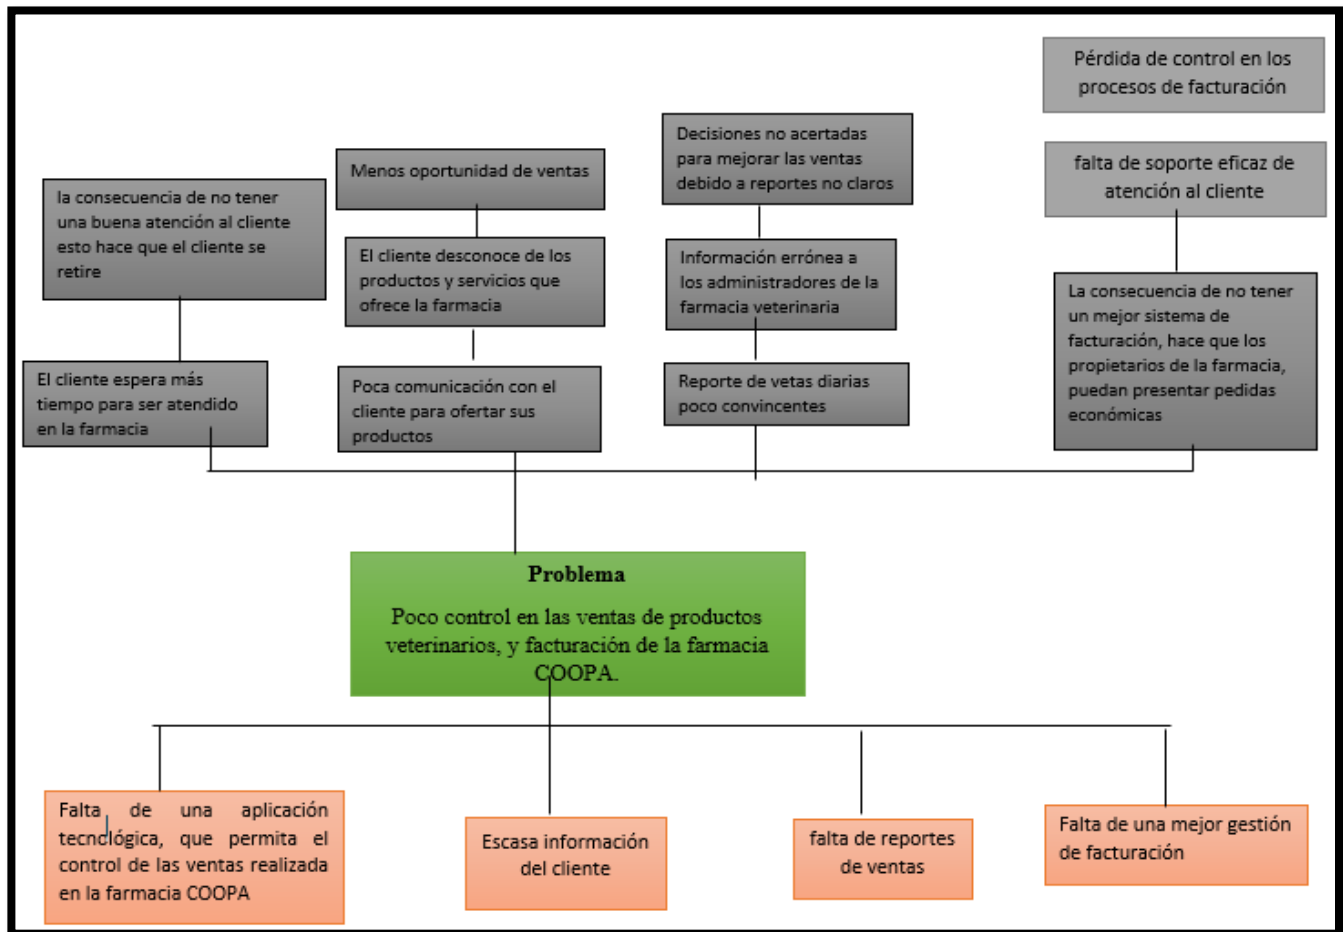 Pérdida de control en los
procesos de facturación
Decisiones no acertadas
para mejorar las ventas
debido a reportes no claros
Menos oportunidad de ventas
falta de soporte eficaz de
atención al cliente
la consecuencia de no tener
una buena atención al cliente
esto hace que el cliente se
retire
El cliente desconoce de los
productos y servicios que
ofrece la farmacia
Información errónea a
los administradores de la
farmacia veterinaria
La consecuencia de no tener
un mejor sistema de
facturación, hace que los
propietarios de la farmacia,
puedan presentar pedidas
económicas
El cliente espera más
tiempo para ser atendido
en la farmacia
Poca comunicación con el
cliente para ofertar sus
productos
Reporte de vetas diarias
poco convincentes
Problema
Poco control en las ventas de productos
veterinarios, y facturación de la farmacia
COOPA.
Falta de una aplicación
tecnológica, que permita el
control de las ventas realizada
en la farmacia COOPA
Escasa información
del cliente
falta de reportes
de ventas
Falta de una mejor gestión
de facturación